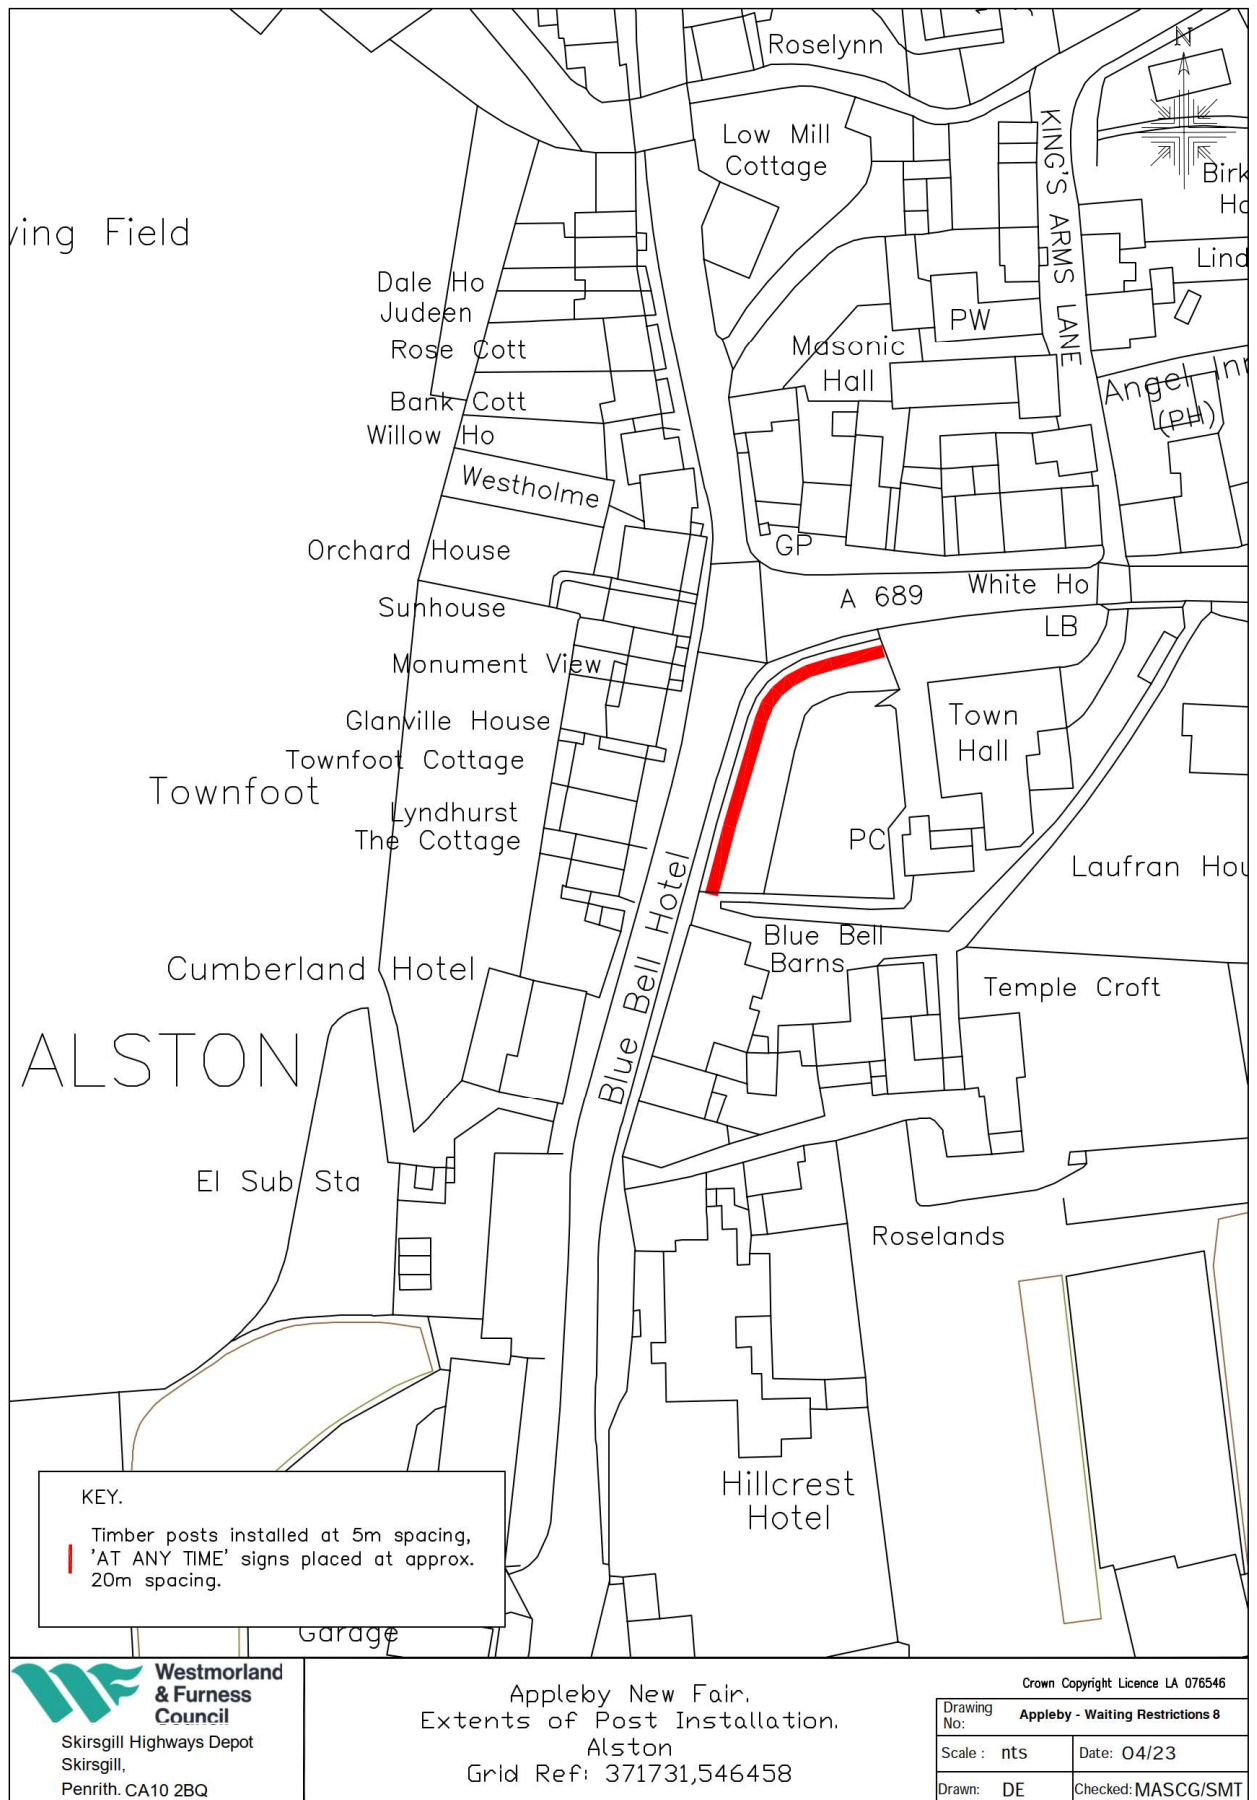 Roselynn
N
Low Mill
Cottage
KING'S ARMS LANE
Birk
Ho
ying Field
Lind
Dale Ho
Judeen
PW
Rose Cott
Masonic
Hall
Angel Inn
(PH)
Bank Cott
Willow Ho
Westholme
GP
Orchard House
A 689
White Ho
Sunhouse
LB
Monument View
Glanville House
Town
Hall
Townfoot Cottage
Townfoot
Lyndhurst
The Cottage
PC
Laufran Hou
Blue Bell Hotel
Blue Bell
Barns
Cumberland Hotel
Temple Croft
ALSTON
El Sub Sta
Roselands
Hillcrest
Hotel
KEY.
Timber posts installed at 5m spacing,
'AT ANY TIME' signs placed at approx.
20m spacing.
Garage
Westmorland
& Furness
Council
Skirsgill Highways Depot
Skirsgill,
Penrith. CA10 2BQ
Appleby New Fair.
Extents of Post Installation.
Alston
Grid Ref: 371731,546458
Crown Copyright Licence LA 076546
Drawing No: Appleby - Waiting Restrictions 8
Scale : nts
Date: 04/23
Drawn: DE
Checked: MASCG/SMT